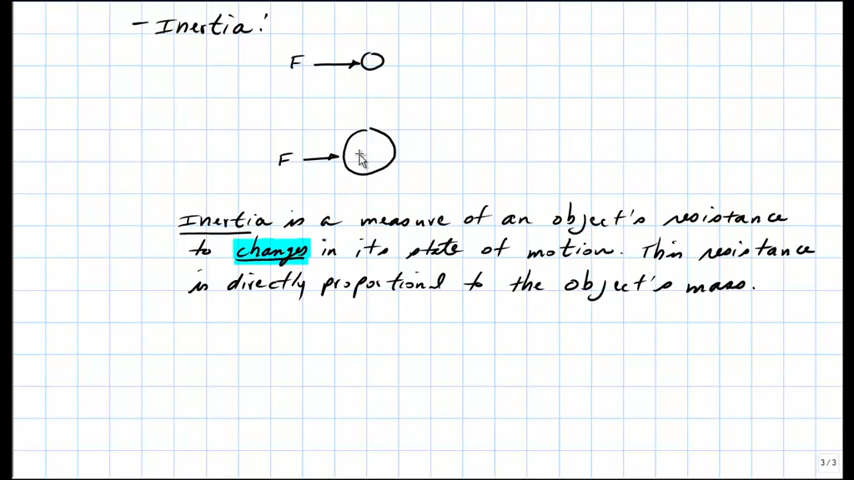 - Inertia:
F
F
Inertia is a measure of an object's resistance
to changes in its state of motion. This resistance
is directly proportional to the object's mass.
3/3